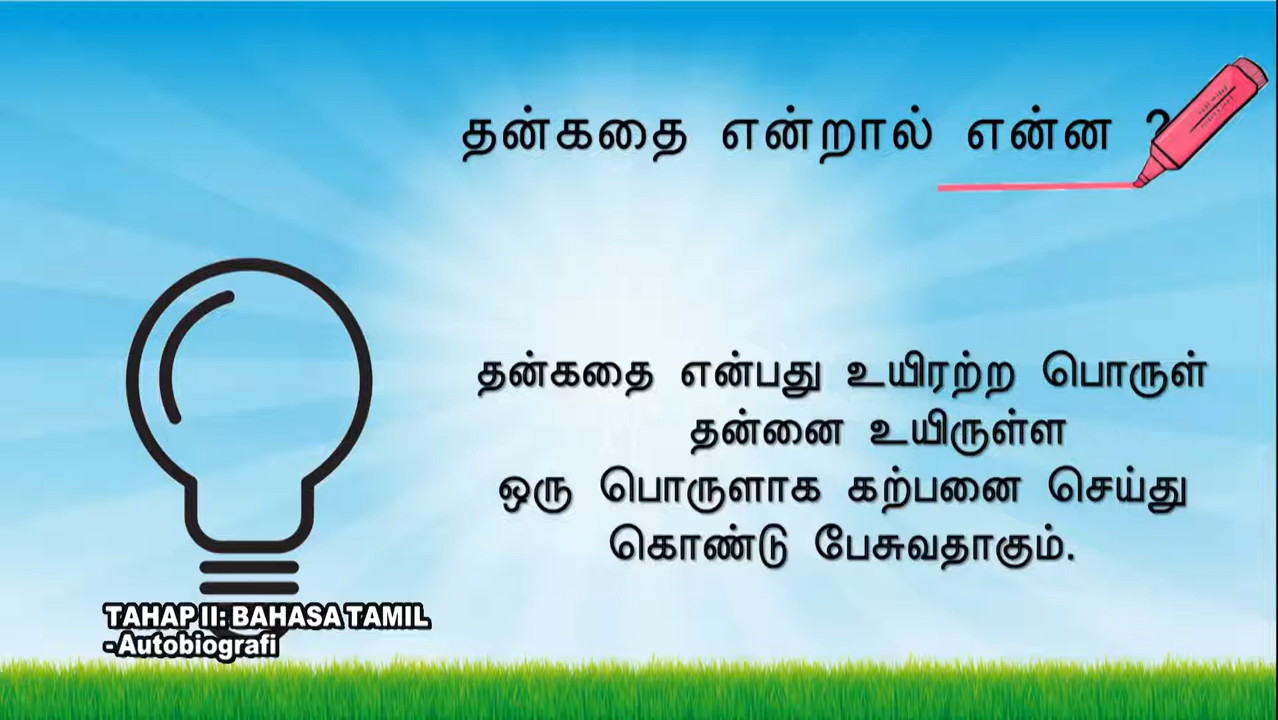 தன்கதை என்றால் என்ன ?
தன்கதை என்பது உயிரற்ற பொருள்
தன்னை உயிருள்ள
ஒரு பொருளாக கற்பனை செய்து
கொண்டு பேசுவதாகும்.
TAHAP II: BAHASA TAMIL
- Autobiografi